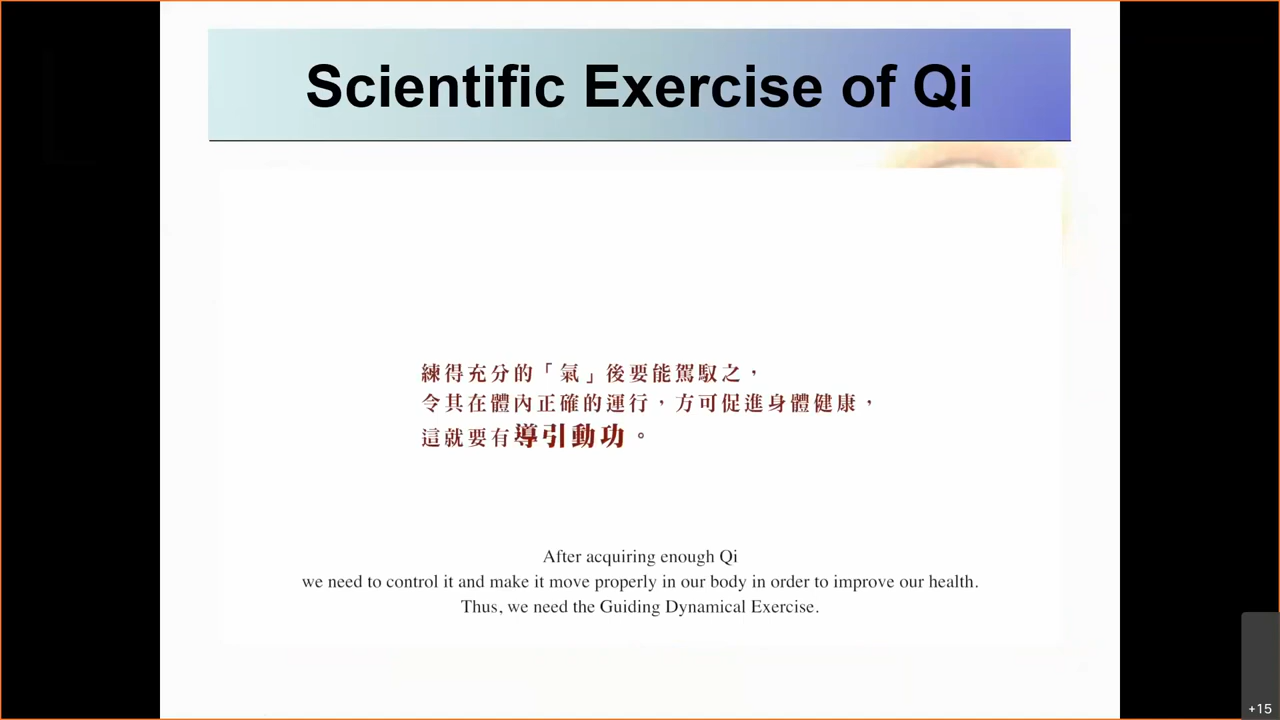 Scientific Exercise of Qi
練得充分的「氣」後要能駕馭之，
令其在體內正確的運行，方可促進身體健康，
這就要有導引動功。
After acquiring enough Qi
we need to control it and make it move properly in our body in order to improve our health.
Thus, we need the Guiding Dynamical Exercise.
+15